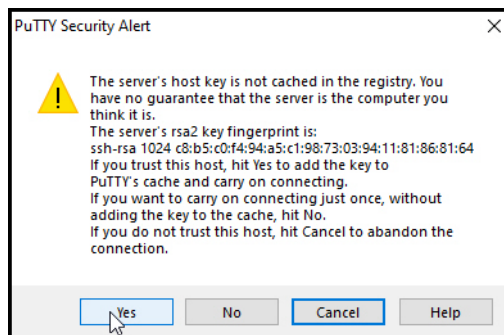 PuTTY Security Alert
The server's host key is not cached in the registry. You
have no guarantee that the server is the computer you
think it is.
The server's rsa2 key fingerprint is:
ssh-rsa 1024 c8:b5:c0:f4:94:a5:c1:98:73:03:94:11:81:86:81:64
If you trust this host, hit Yes to add the key to
PuTTY's cache and carry on connecting.
If you want to carry on connecting just once, without
adding the key to the cache, hit No.
If you do not trust this host, hit Cancel to abandon the
connection.
Yes No Cancel Help